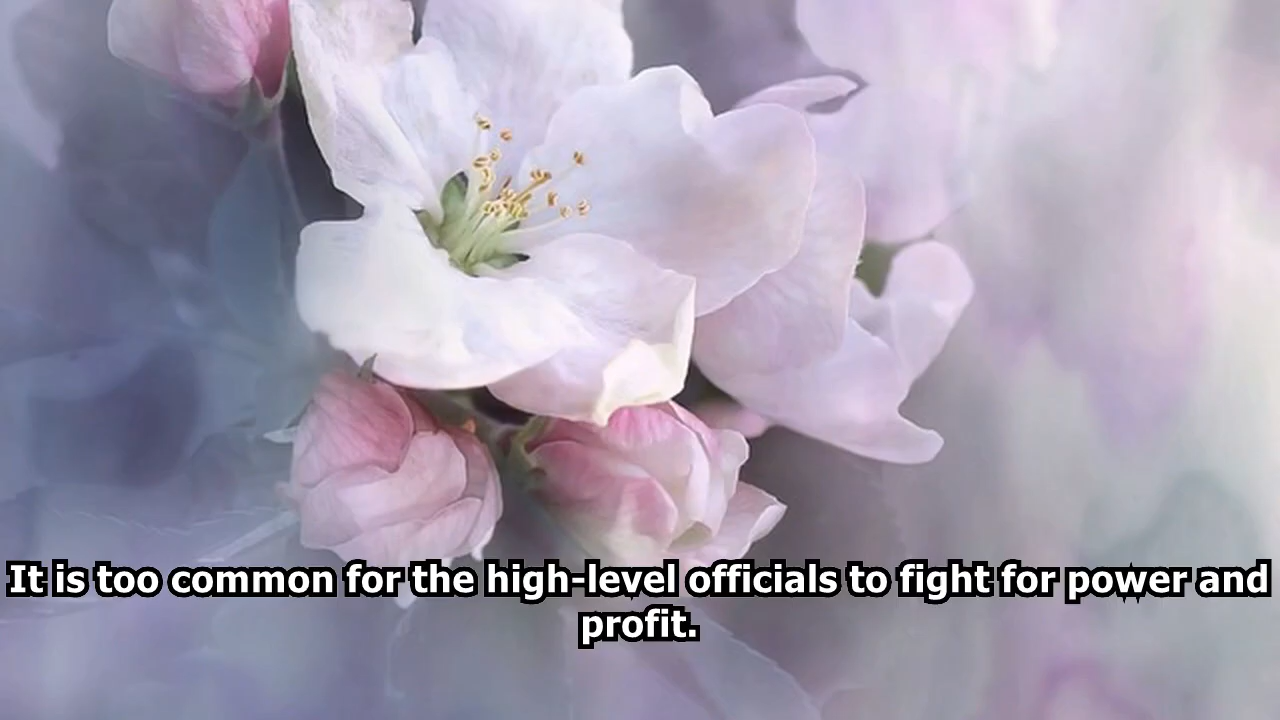 It is too common for the high-level officials to fight for power and
profit.